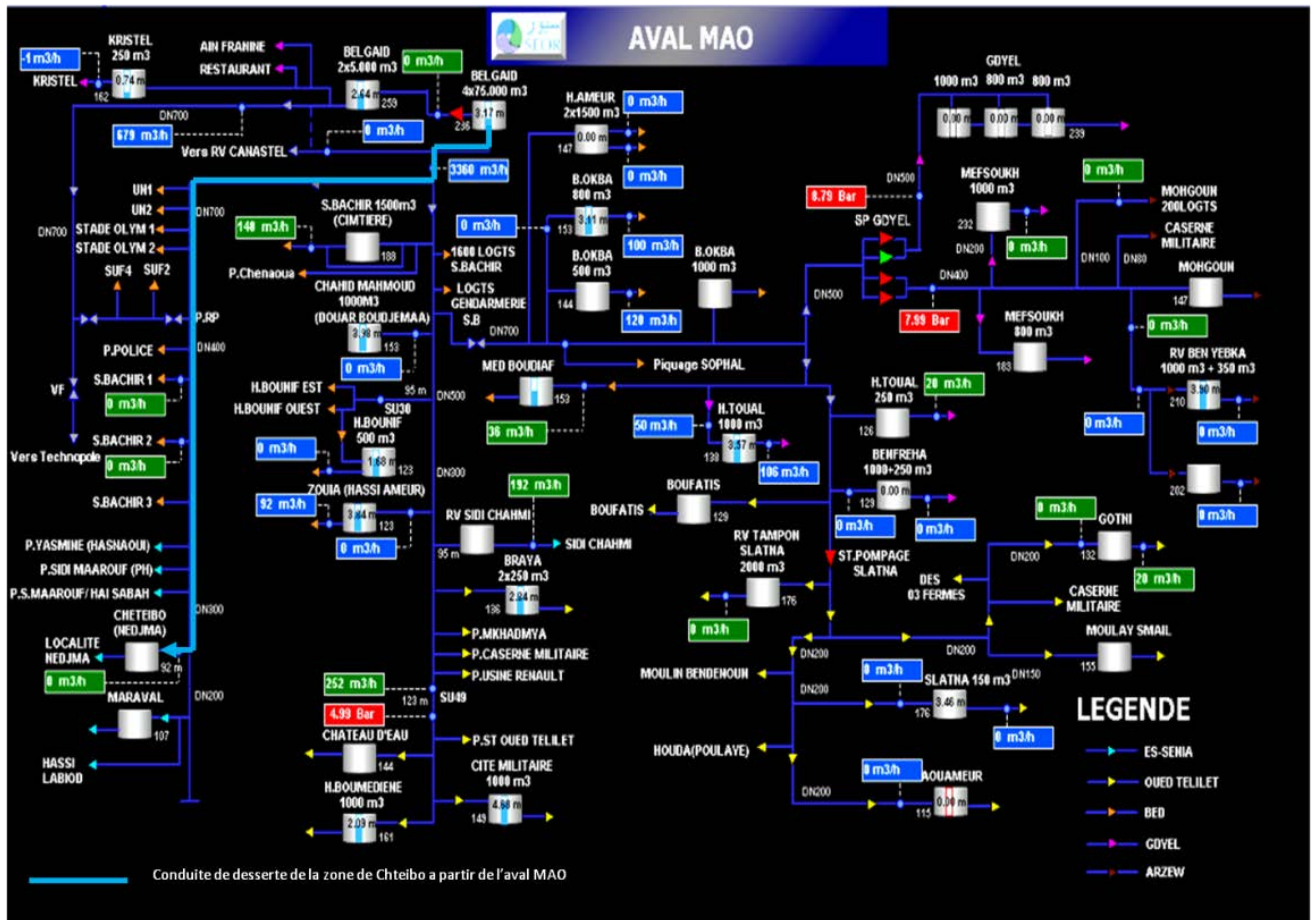 AVAL MAO
SEOR
-1 m3/h
KRISTEL
250 m3
0.74 m
KRISTEL
162
AIN FRANINE
RESTAURANT
BELGAID
2x5.000 m3
2.64 m
259
0 m3/h
BELGAID
4x75.000 m3
3.17 m
236
DN700
679 m3/h
0 m3/h
Vers RV CANASTEL
3360 m3/h
H.AMEUR
2x1500 m3
0.00 m
147
0 m3/h
0 m3/h
B.OKBA
800 m3
153
0 m3/h
100 m3/h
B.OKBA
500 m3
144
120 m3/h
B.OKBA
1000 m3
GDYEL
1000 m3
800 m3
800 m3
0.00 m
0.00 m
0.00 m
239
DN500
8.79 Bar
SP GDYEL
MEFSOUKH
1000 m3
232
0 m3/h
DN200
0 m3/h
MOHGOUN
200LOGTS
CASERNE
MILITAIRE
DN100
DN80
DN400
MOHGOUN
147
7.99 Bar
DN500
MEFSOUKH
800 m3
183
0 m3/h
RV BEN YEBKA
1000 m3 + 350 m3
3.90 m
210
0 m3/h
0 m3/h
202
0 m3/h
UN1
UN2
DN700
STADE OLYM 1
STADE OLYM 2
DN700
SUF4
SUF2
P.RP
DN400
P.POLICE
S.BACHIR 1
0 m3/h
VF
S.BACHIR 2
Vers Technopole
0 m3/h
S.BACHIR 3
P.YASMINE (HASNAOUI)
P.SIDI MAAROUF (PH)
P.S.MAAROUF/ HAI SABAH
DN300
CHETEIBO
(NEDJMA)
LOCALITE
NEDJMA
92 m
0 m3/h
MARAVAL
107
DN200
HASSI
LABIOD
S.BACHIR 1500m3
(CIMTIERE)
148 m3/h
188
P.Chenaoua
1600 LOGTS
S.BACHIR
LOGTS
GENDARMERIE
S.B
DN700
CHAHID MAHMOUD
1000M3
(DOUAR BOUDJEMAA)
3.98 m
153
0 m3/h
95 m
DN500
H.BOUNIF EST
H.BOUNIF OUEST
SU30
H.BOUNIF
500 m3
1.68 m
123
0 m3/h
DN300
ZOUIA (HASSI AMEUR)
92 m3/h
3.84 m
123
0 m3/h
Piquage SOPHAL
MED BOUDIAF
153
36 m3/h
192 m3/h
RV SIDI CHAHMI
95 m
SIDI CHAHMI
BRAYA
2x250 m3
2.84 m
136
P.MKHADMYA
P.CASERNE MILITAIRE
P.USINE RENAULT
252 m3/h
123 m
SU49
4.99 Bar
CHATEAU D'EAU
144
P.ST OUED TELILET
H.BOUMEDIENE
1000 m3
2.09 m
161
CITE MILITAIRE
1000 m3
4.68 m
149
H.TOUAL
250 m3
20 m3/h
126
H.TOUAL
1000 m3
50 m3/h
3.57 m
138
106 m3/h
BENFREHA
1000+250 m3
0.00 m
129
0 m3/h
0 m3/h
BOUFATIS
BOUFATIS
129
RV TAMPON
SLATNA
2000 m3
176
0 m3/h
ST.POMPAGE
SLATNA
DES
03 FERMES
DN200
0 m3/h
GOTHI
132
20 m3/h
CASERNE
MILITAIRE
MOULAY SMAIL
155
DN200
DN200
DN150
MOULIN BENDENOUN
DN200
0 m3/h
SLATNA 150 m3
3.46 m
176
0 m3/h
HOUDA(POULAYE)
DN200
0 m3/h
AOUAMEUR
0.00 m
115
LEGENDE
ES-SENIA
OUED TELILET
BED
GDYEL
ARZEW
Conduite de desserte de la zone de Chteibo a partir de l'aval MAO